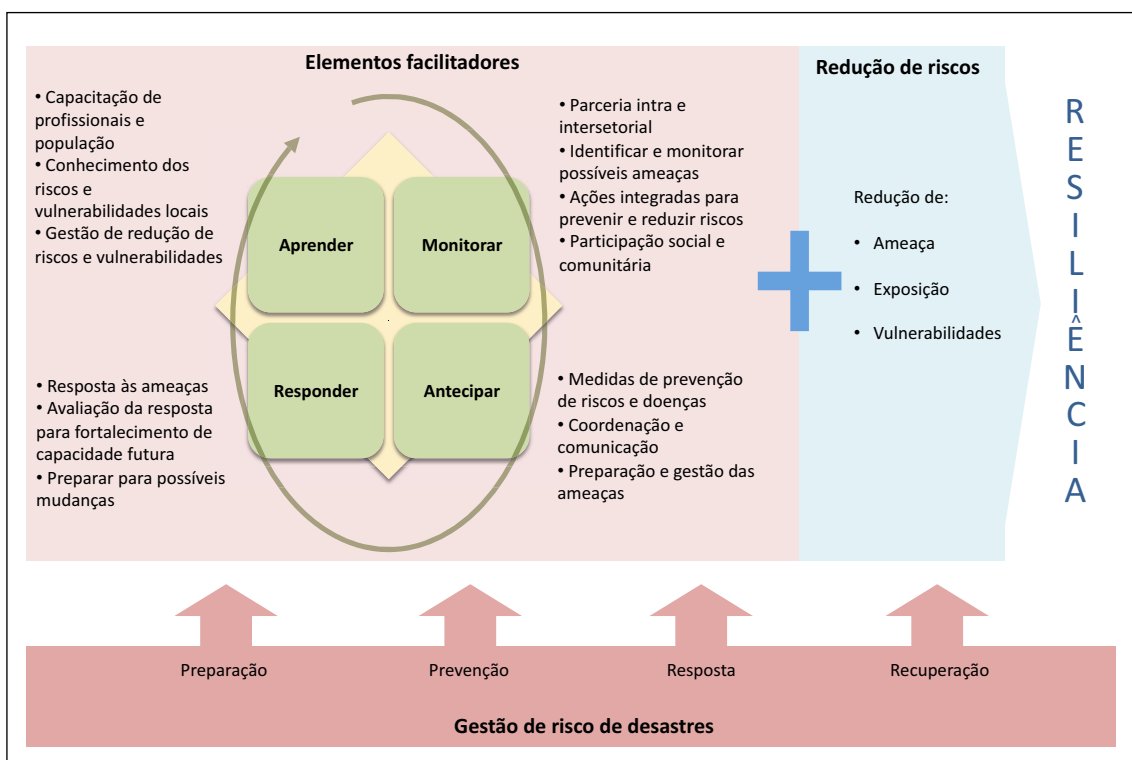 Elementos facilitadores
• Capacitação de
profissionais e
população
• Conhecimento dos
riscos e
vulnerabilidades locais
• Gestão de redução de
riscos e vulnerabilidades
Aprender
Monitorar
• Parceria intra e
intersetorial
• Identificar e monitorar
possíveis ameaças
• Ações integradas para
prevenir e reduzir riscos
• Participação social e
comunitária
• Resposta às ameaças
• Avaliação da resposta
para fortalecimento de
capacidade futura
• Preparar para possíveis
mudanças
Responder
Antecipar
• Medidas de prevenção
de riscos e doenças
• Coordenação e
comunicação
• Preparação e gestão das
ameaças
Redução de riscos
Redução de:
• Ameaça
• Exposição
• Vulnerabilidades
RESILIÊNCIA
Preparação
Prevenção
Resposta
Recuperação
Gestão de risco de desastres